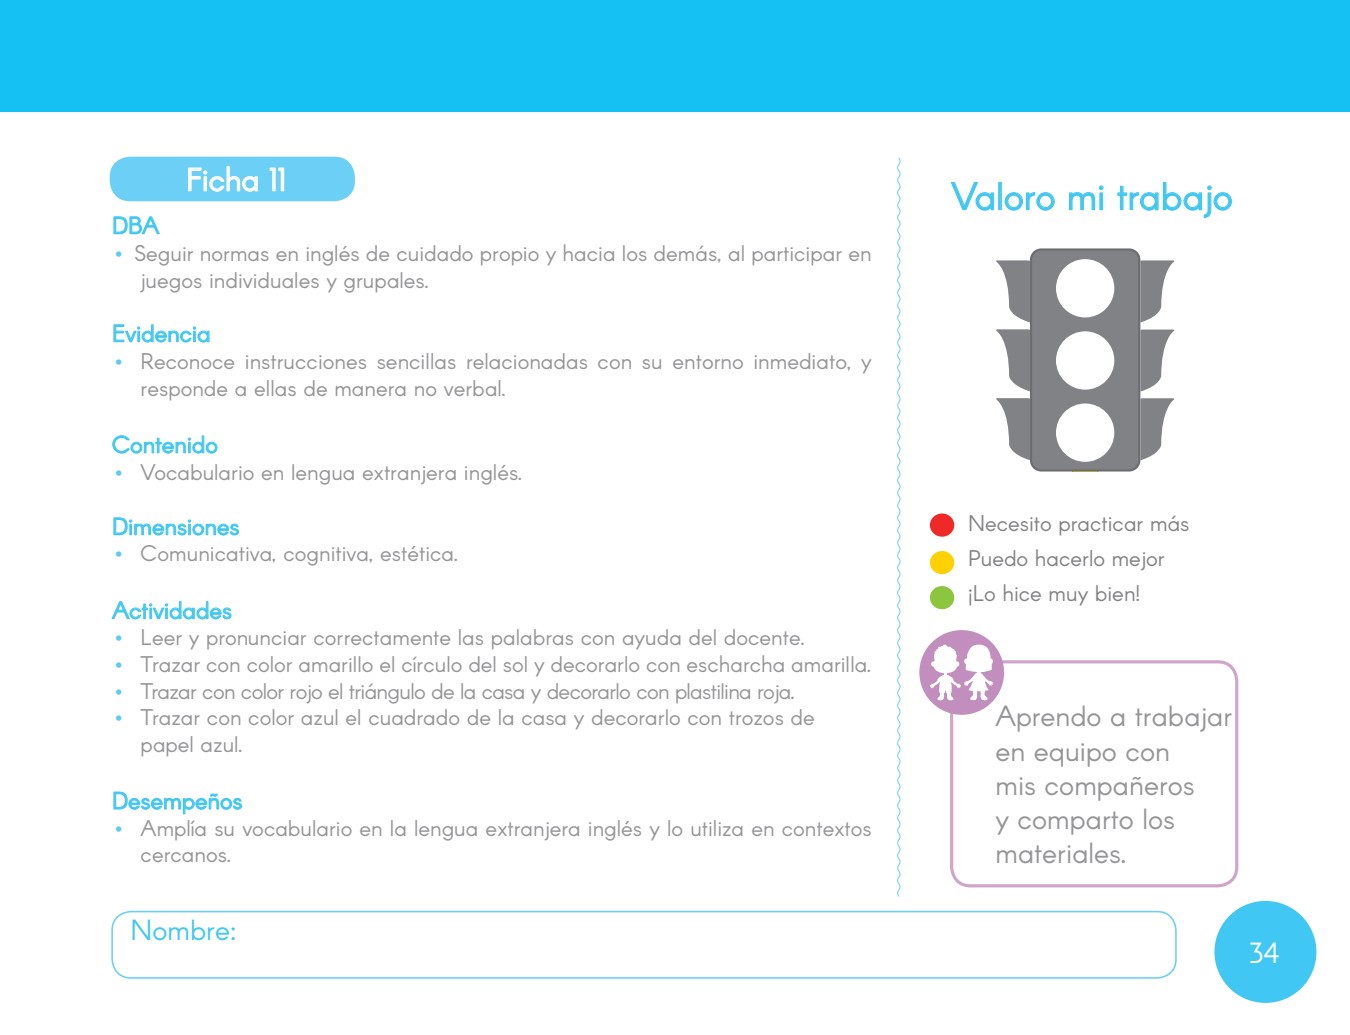 Ficha 11
DBA
• Seguir normas en inglés de cuidado propio y hacia los demás, al participar en
juegos individuales y grupales.
Evidencia
• Reconoce instrucciones sencillas relacionadas con su entorno inmediato, y
responde a ellas de manera no verbal.
Contenido
• Vocabulario en lengua extranjera inglés.
Dimensiones
• Comunicativa, cognitiva, estética.
Actividades
• Leer y pronunciar correctamente las palabras con ayuda del docente.
• Trazar con color amarillo el círculo del sol y decorarlo con escharcha amarilla.
• Trazar con color rojo el triángulo de la casa y decorarlo con plastilina roja.
• Trazar con color azul el cuadrado de la casa y decorarlo con trozos de
papel azul.
Desempeños
• Amplía su vocabulario en la lengua extranjera inglés y lo utiliza en contextos
cercanos.
Valoro mi trabajo
Necesito practicar más
Puedo hacerlo mejor
¡Lo hice muy bien!
Aprendo a trabajar
en equipo con
mis compañeros
y comparto los
materiales.
Nombre:
34